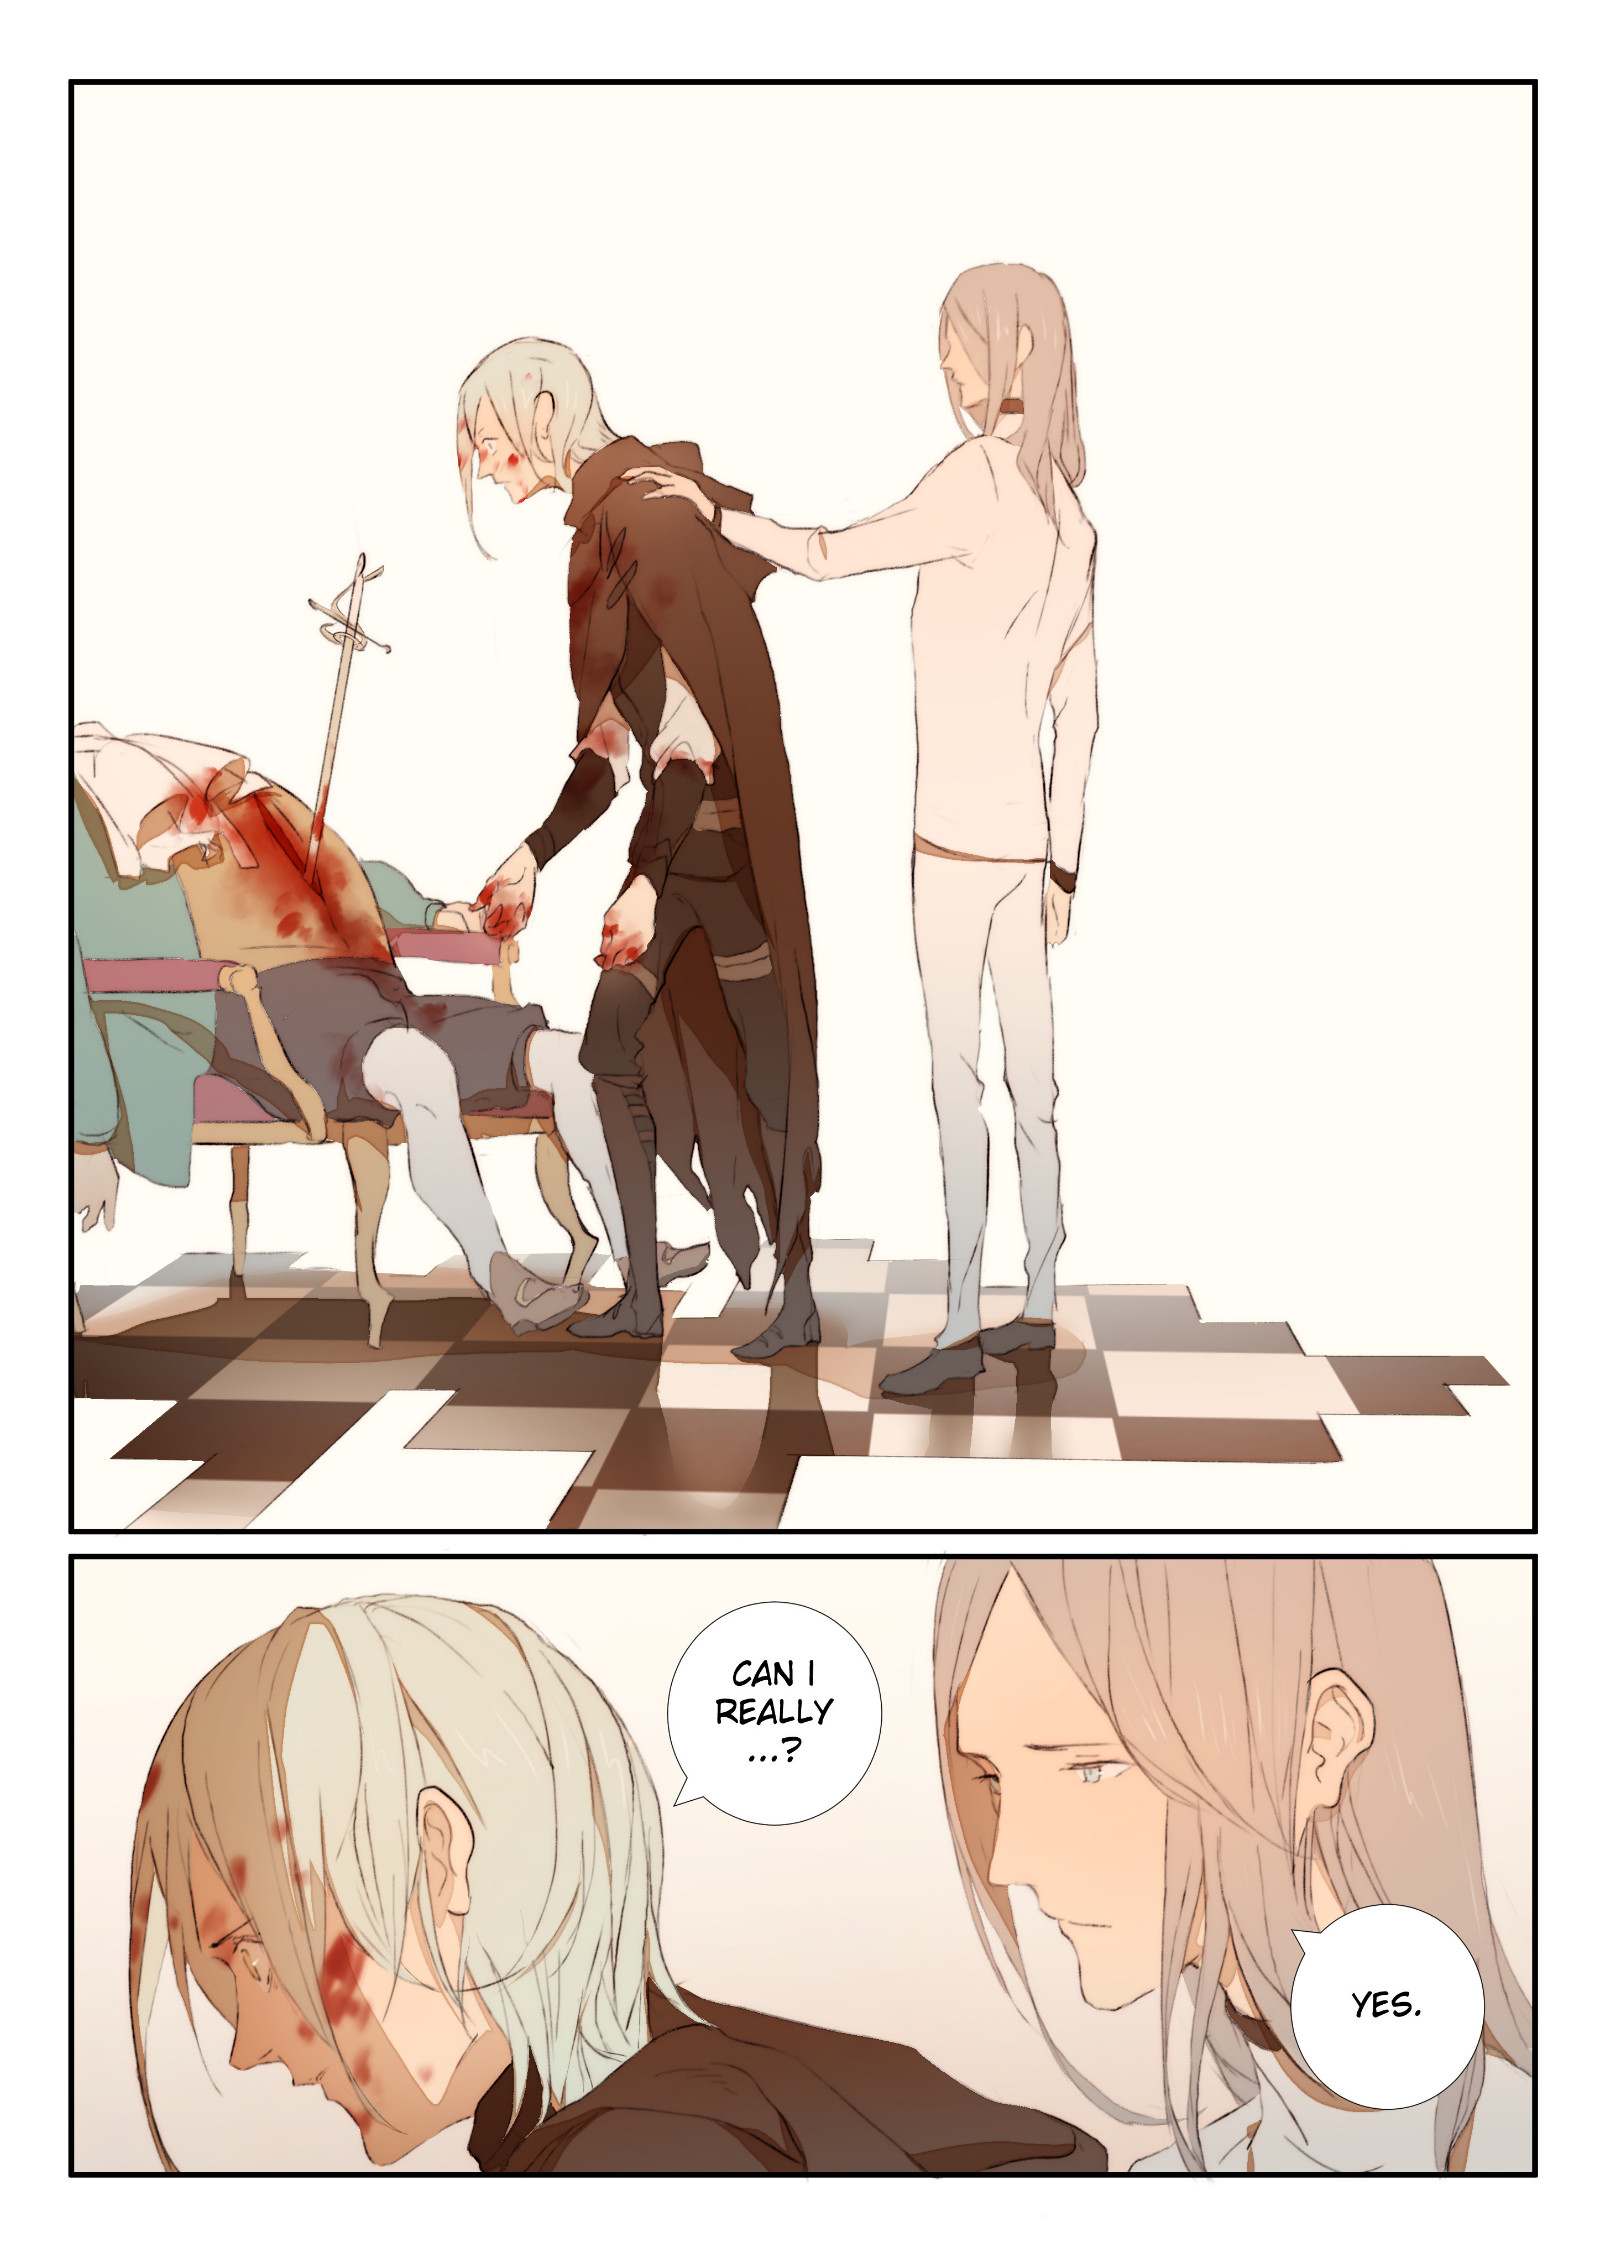 CAN I
REALLY
...?
YES.